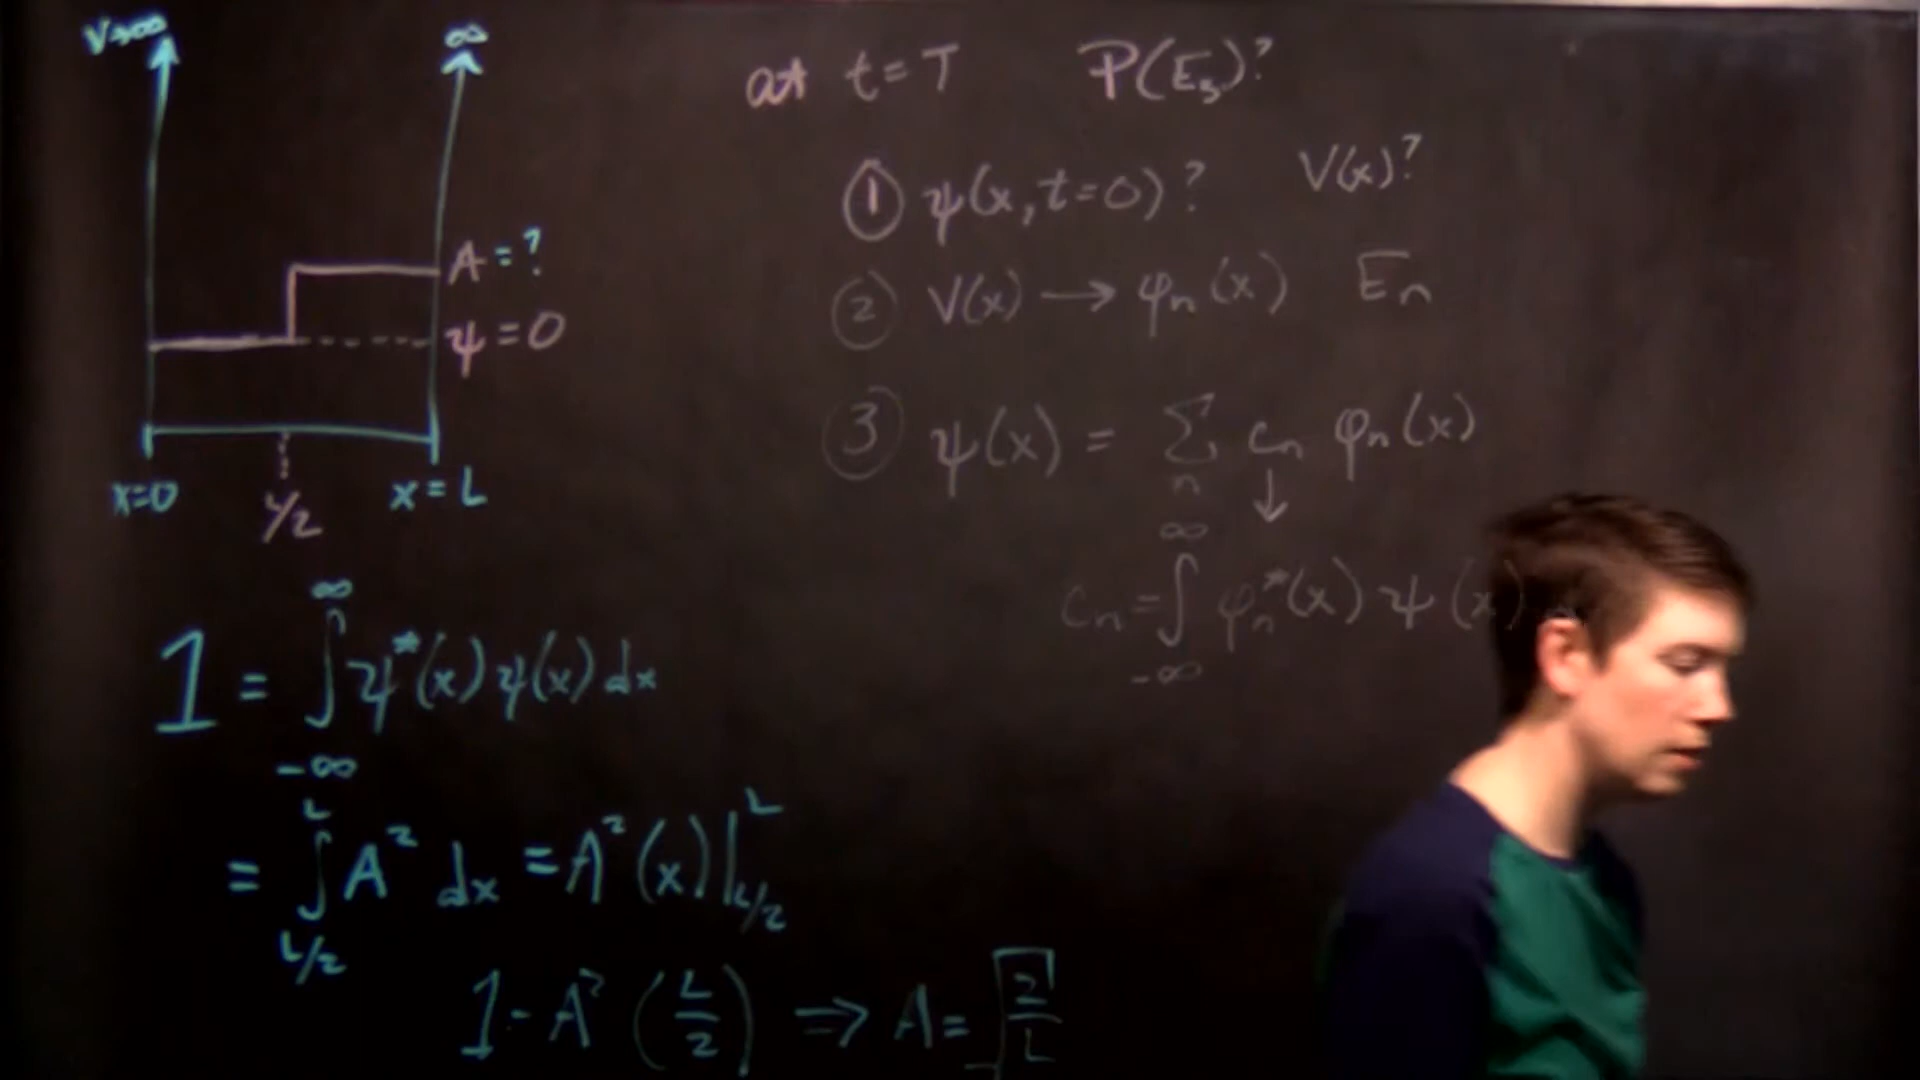 V→∞
∞
A = ?
ψ = 0
x=0
L/2
x = L
1 = ∫_{-∞}^{∞} ψ*(x) ψ(x) dx
= ∫_{L/2}^{L} A² dx = A² (x)|_{L/2}^{L}
1 = A² (L/2) ⇒ A = √(2/L)
at t = T P(E₃)?
① ψ(x, t=0)? V(x)?
② V(x) → φₙ(x) Eₙ
③ ψ(x) = Σₙ cₙ φₙ(x)
↓
cₙ = ∫_{-∞}^{∞} φₙ*(x) ψ(x)